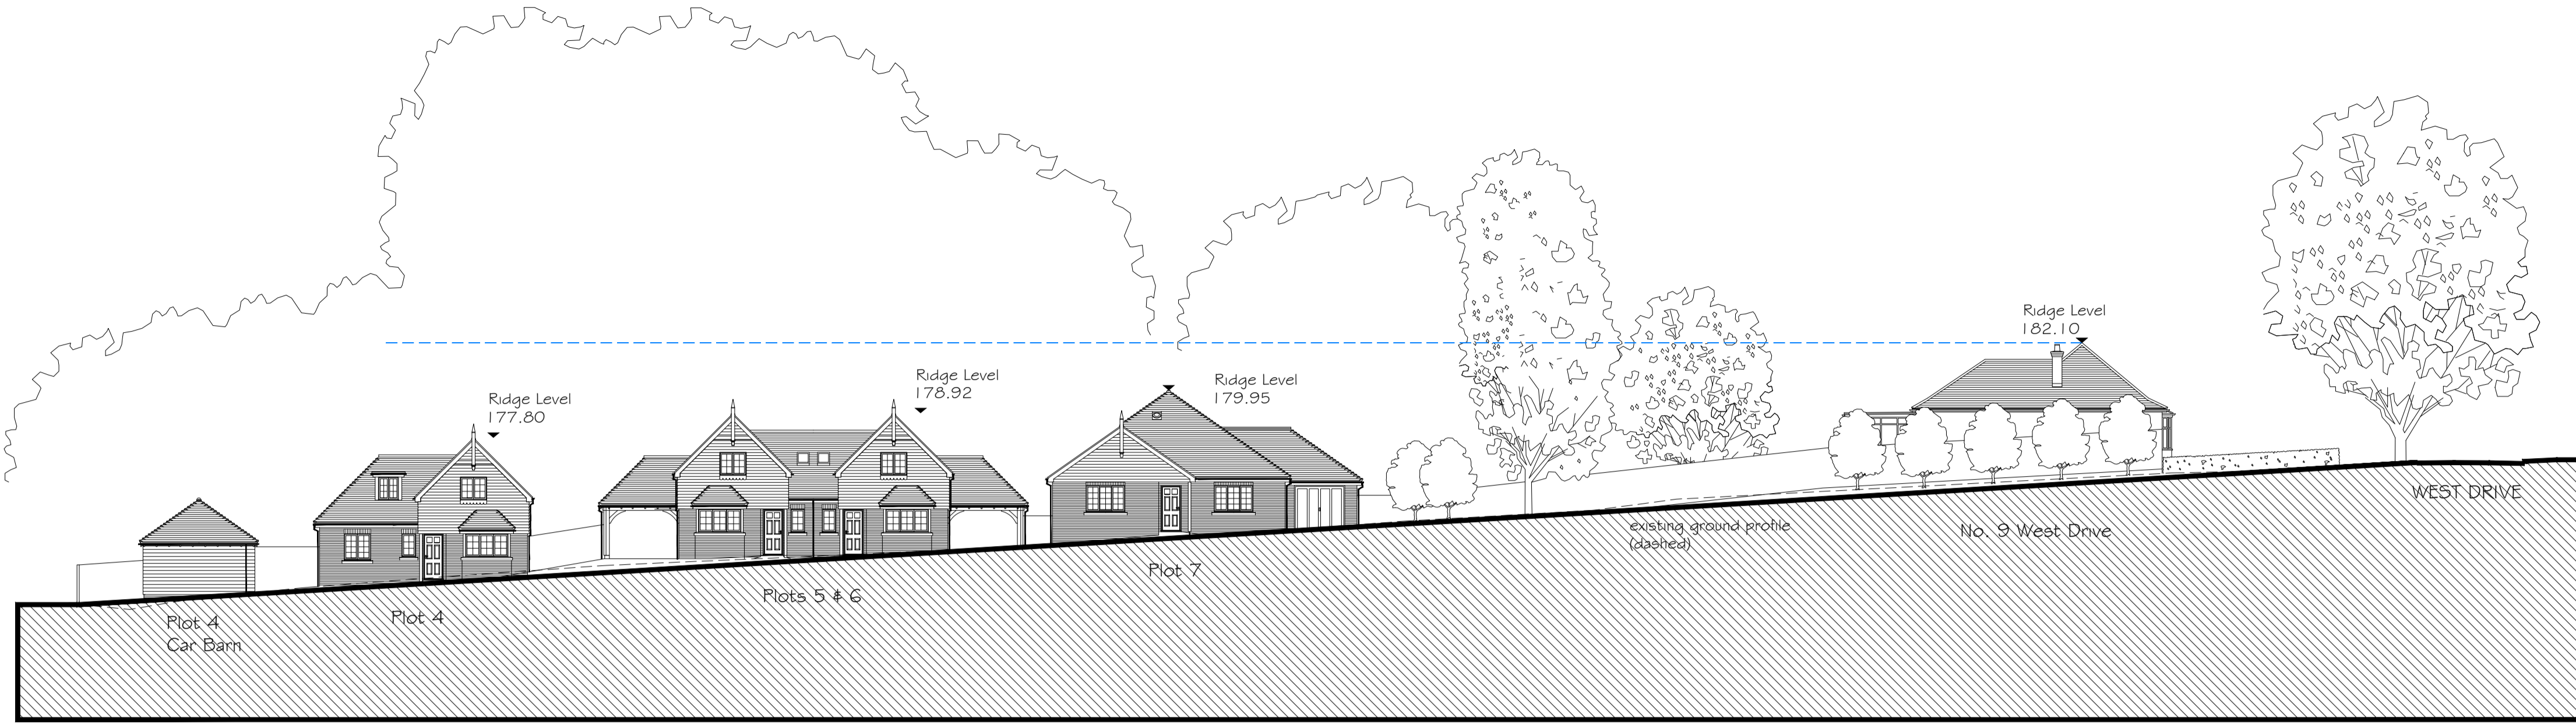 Ridge Level
182.10
Ridge Level
178.92
Ridge Level
179.95
Ridge Level
177.80
WEST DRIVE
existing ground profile
(dashed)
No. 9 West Drive
Plot 7
Plots 5 & 6
Plot 4
Plot 4
Car Barn